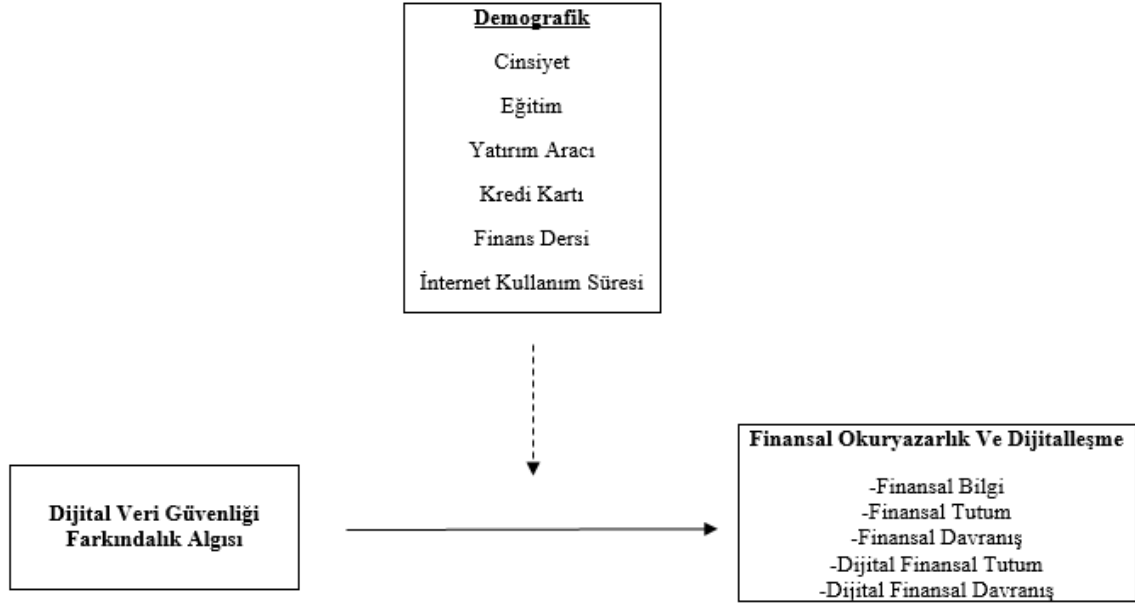 Demografik
Cinsiyet
Eğitim
Yatırım Aracı
Kredi Kartı
Finans Dersi
İnternet Kullanım Süresi
Dijital Veri Güvenliği
Farkındalık Algısı
Finansal Okuryazarlık Ve Dijitalleşme
-Finansal Bilgi
-Finansal Tutum
-Finansal Davranış
-Dijital Finansal Tutum
-Dijital Finansal Davranış